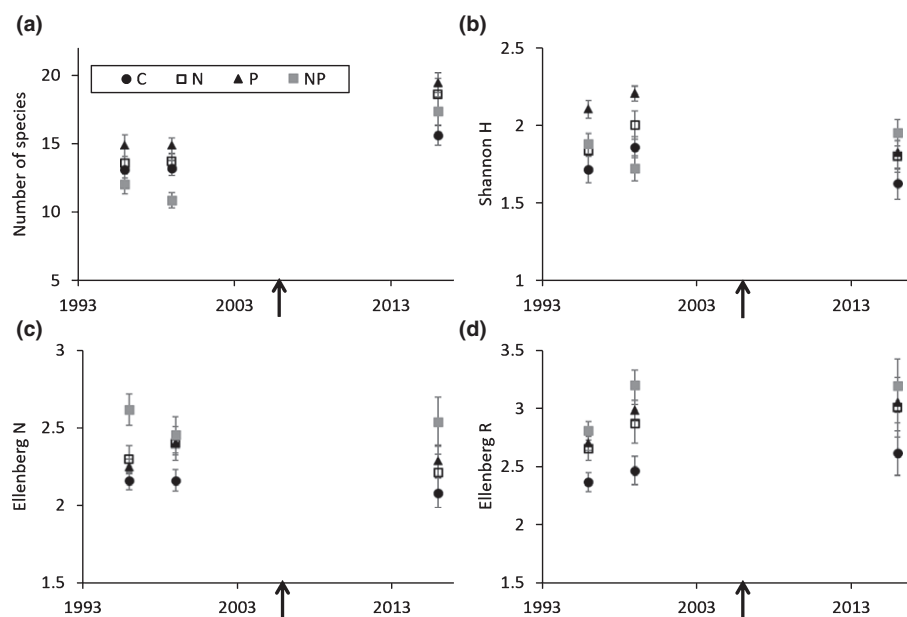 (a)
Number of species
20
15
10
5
C N P NP
1993 2003 2013
(b)
Shannon H
2.5
2
1.5
1
1993 2003 2013
(c)
Ellenberg N
3
2.5
2
1.5
1993 2003 2013
(d)
Ellenberg R
3.5
3
2.5
2
1.5
1993 2003 2013